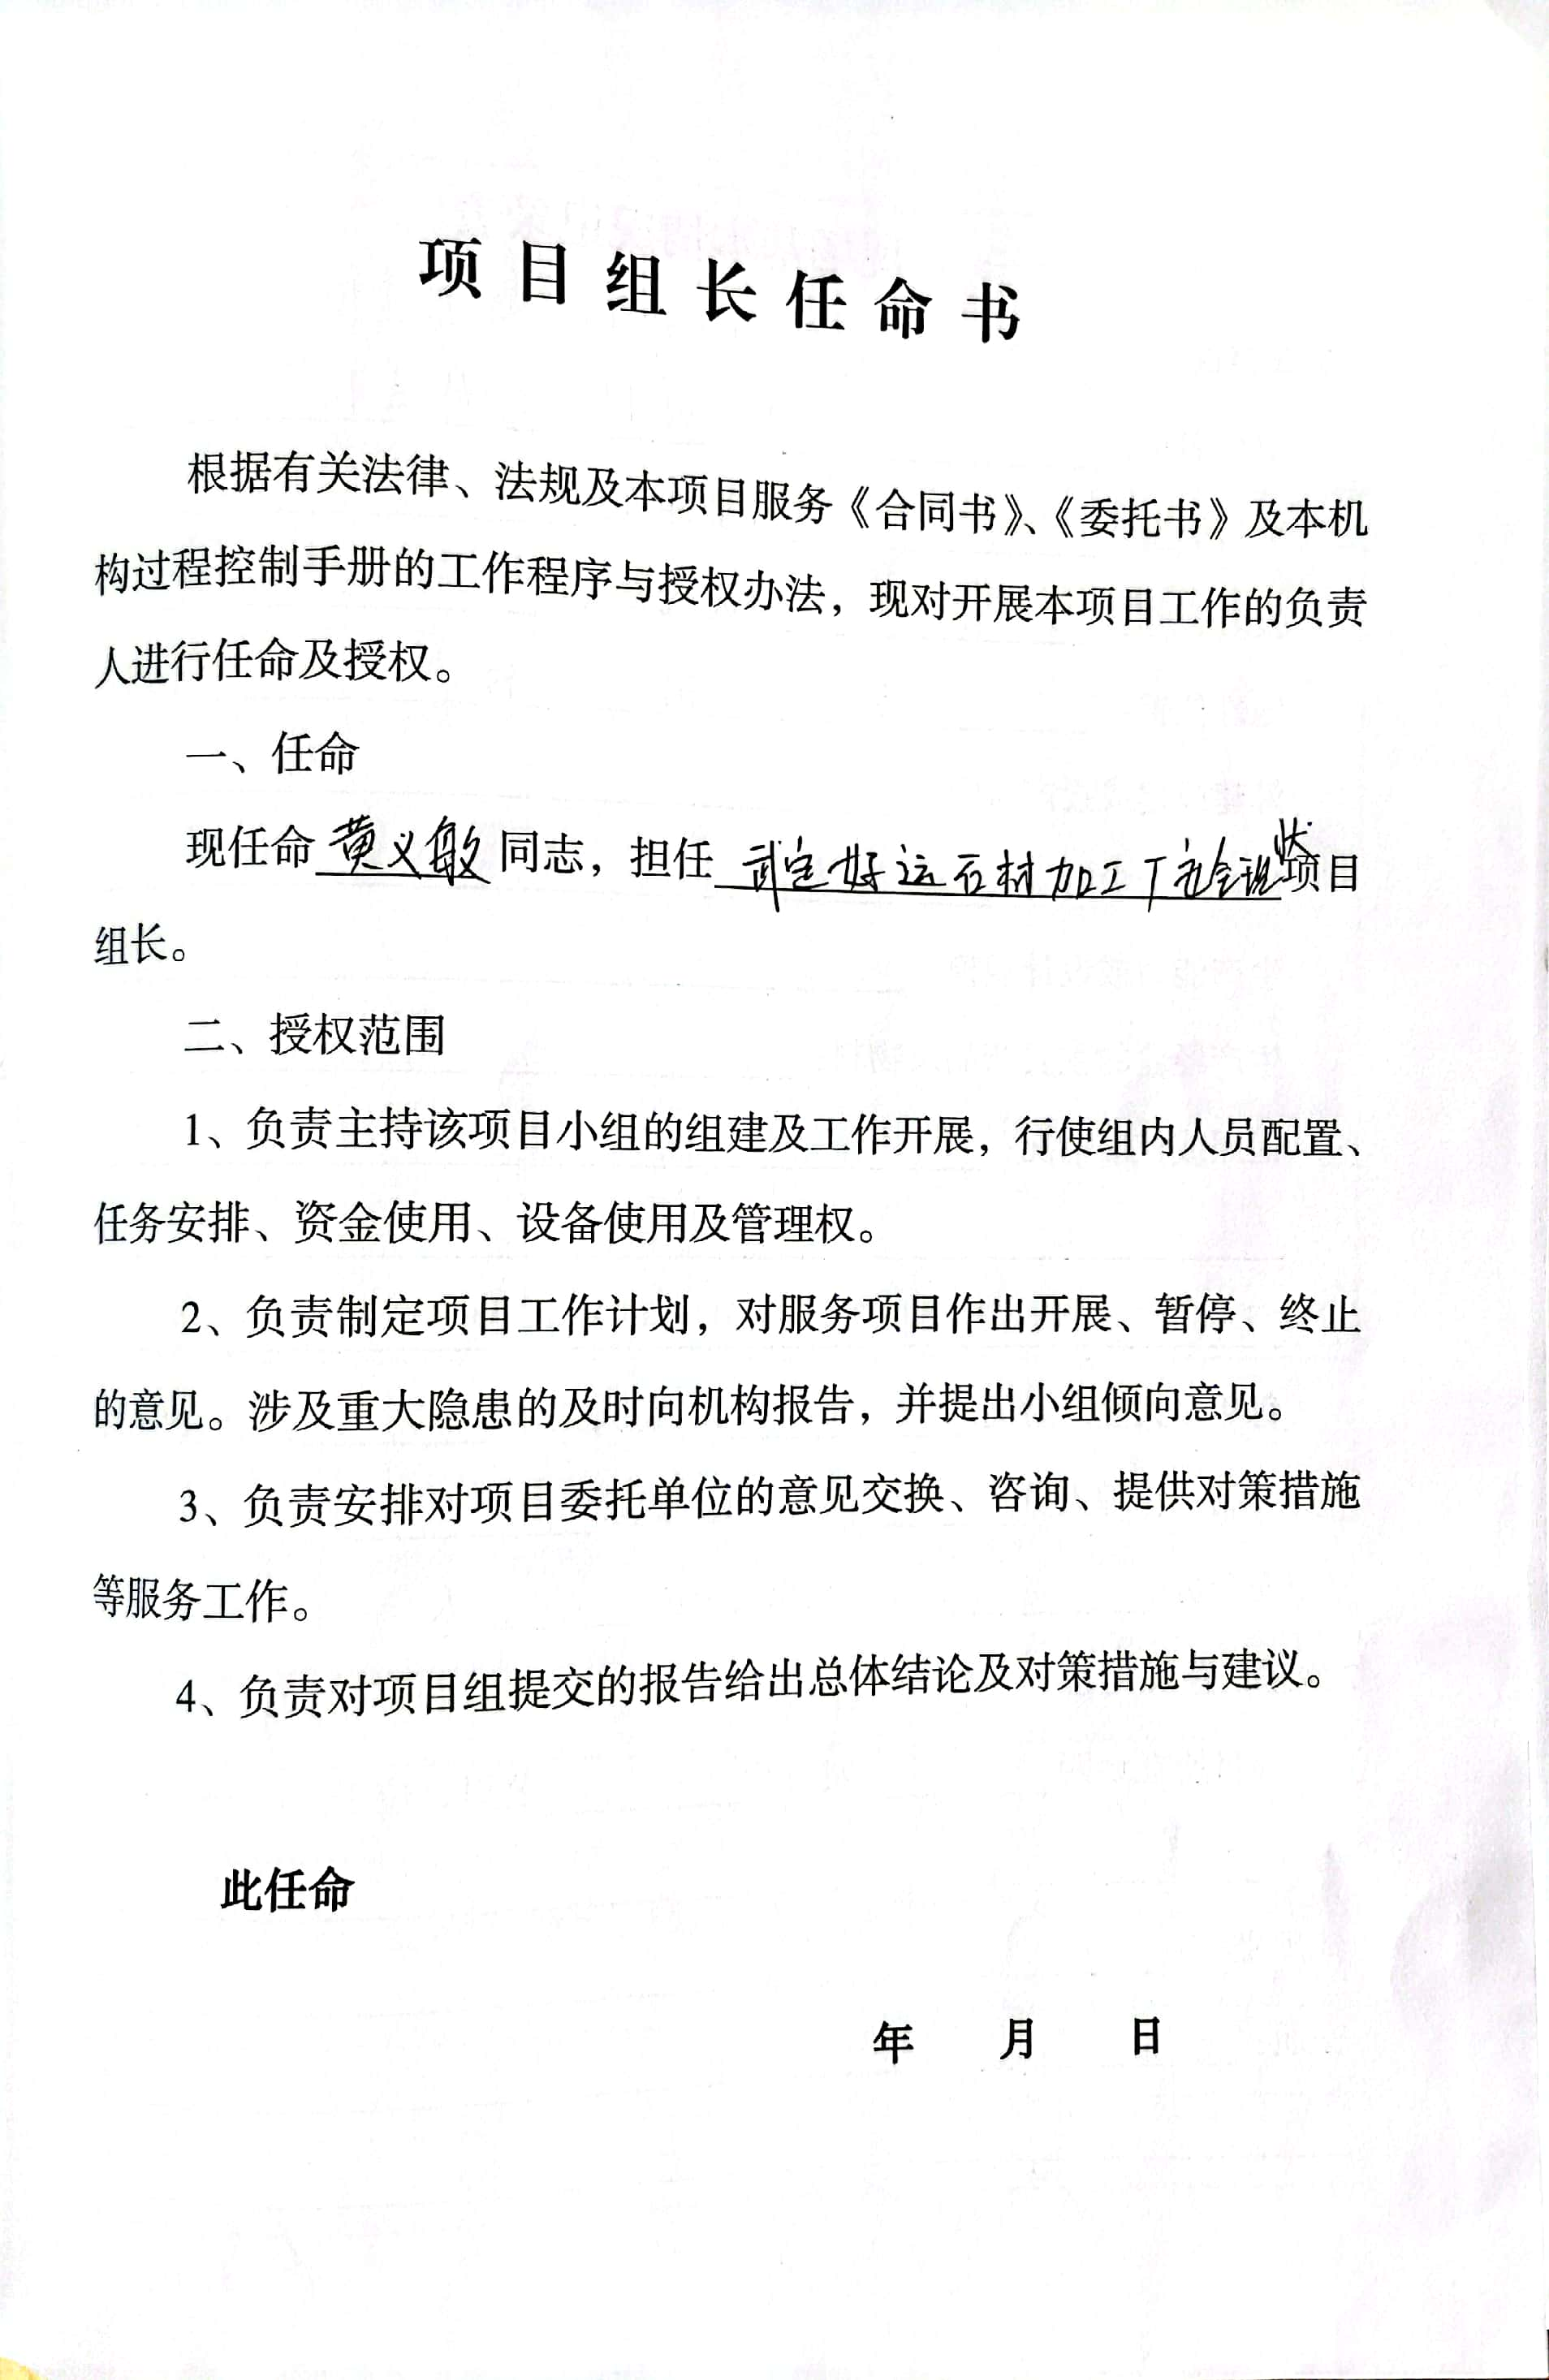 项目组长任命书
根据有关法律、法规及本项目服务《合同书》、《委托书》及本机
构过程控制手册的工作程序与授权办法，现对开展本项目工作的负责
人进行任命及授权。
一、任命
现任命黄义敏同志，担任武定好运石材加工厂安全现状项目
组长。
二、授权范围
1、负责主持该项目小组的组建及工作开展，行使组内人员配置、
任务安排、资金使用、设备使用及管理权。
2、负责制定项目工作计划，对服务项目作出开展、暂停、终止
的意见。涉及重大隐患的及时向机构报告，并提出小组倾向意见。
3、负责安排对项目委托单位的意见交换、咨询、提供对策措施
等服务工作。
4、负责对项目组提交的报告给出总体结论及对策措施与建议。
此任命
年 月 日